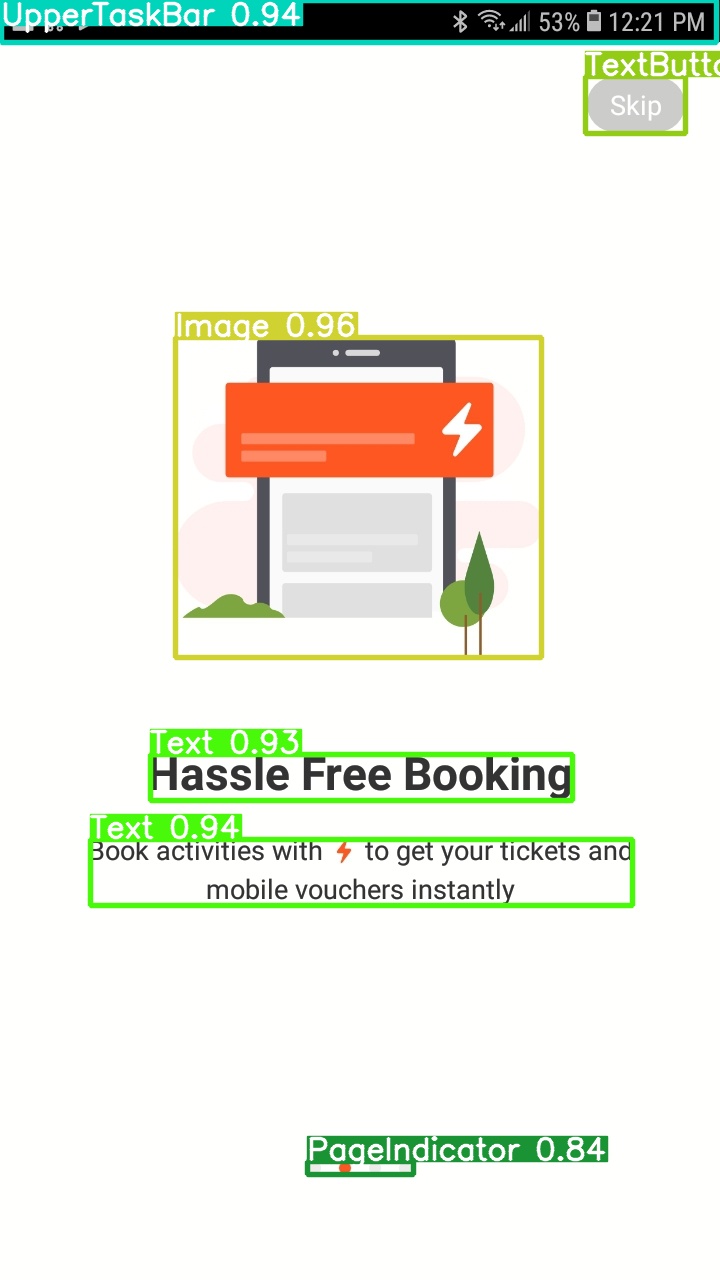 UpperTaskBar 0.94
53% 12:21 PM
TextButto
Skip
Image 0.96
Text 0.93
Hassle Free Booking
Text 0.94
Book activities with to get your tickets and
mobile vouchers instantly
PageIndicator 0.84